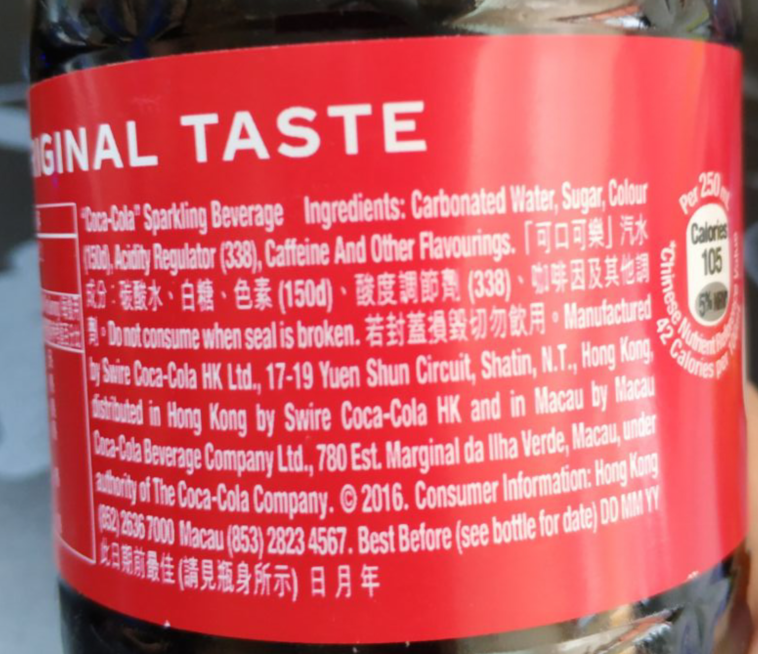 ORIGINAL TASTE
"Coca-Cola" Sparkling Beverage Ingredients: Carbonated Water, Sugar, Colour
(150d), Acidity Regulator (338), Caffeine And Other Flavourings. 「可口可樂」汽水
成分：碳酸水、白糖、色素 (150d)、酸度調節劑 (338)、咖啡因及其他調
劑。Do not consume when seal is broken. 若封蓋損毀切勿飲用。Manufactured
by Swire Coca-Cola HK Ltd., 17-19 Yuen Shun Circuit, Shatin, N.T., Hong Kong,
distributed in Hong Kong by Swire Coca-Cola HK and in Macau by Macau
Coca-Cola Beverage Company Ltd., 780 Est. Marginal da Ilha Verde, Macau, under
authority of The Coca-Cola Company. © 2016. Consumer Information: Hong Kong
(852) 2636 7000 Macau (853) 2823 4567. Best Before (see bottle for date) DD MM YY
此日期前最佳 (請見瓶身所示) 日月年
Per 250 ml
Calories
105
5%
*Chinese Nutrient
42 Calories per